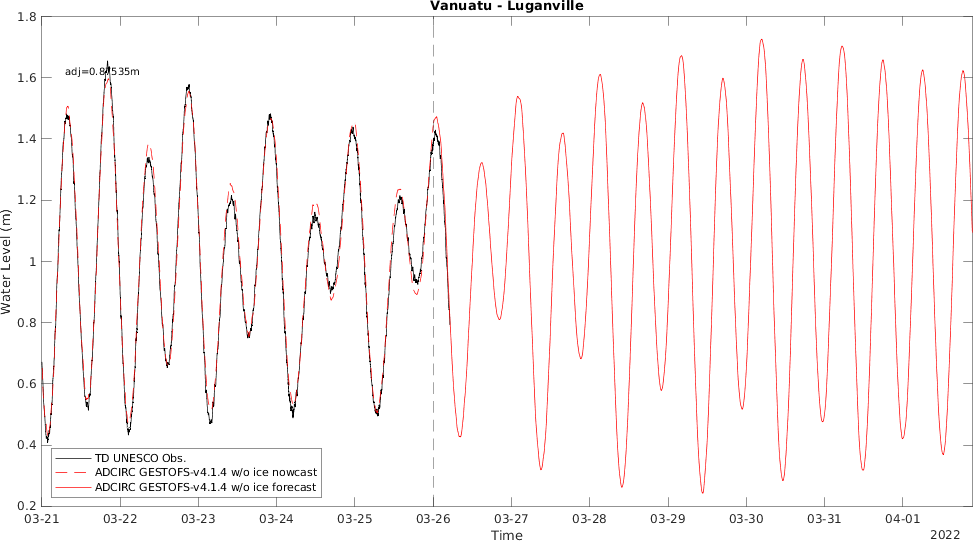 Vanuatu - Luganville
1.8
1.6
1.4
1.2
1
0.8
0.6
0.4
0.2
Water Level (m)
TD UNESCO Obs.
ADCIRC GESTOFS-v4.1.4 w/o ice nowcast
ADCIRC GESTOFS-v4.1.4 w/o ice forecast
03-21 03-22 03-23 03-24 03-25 03-26 03-27 03-28 03-29 03-30 03-31 04-01
Time
2022